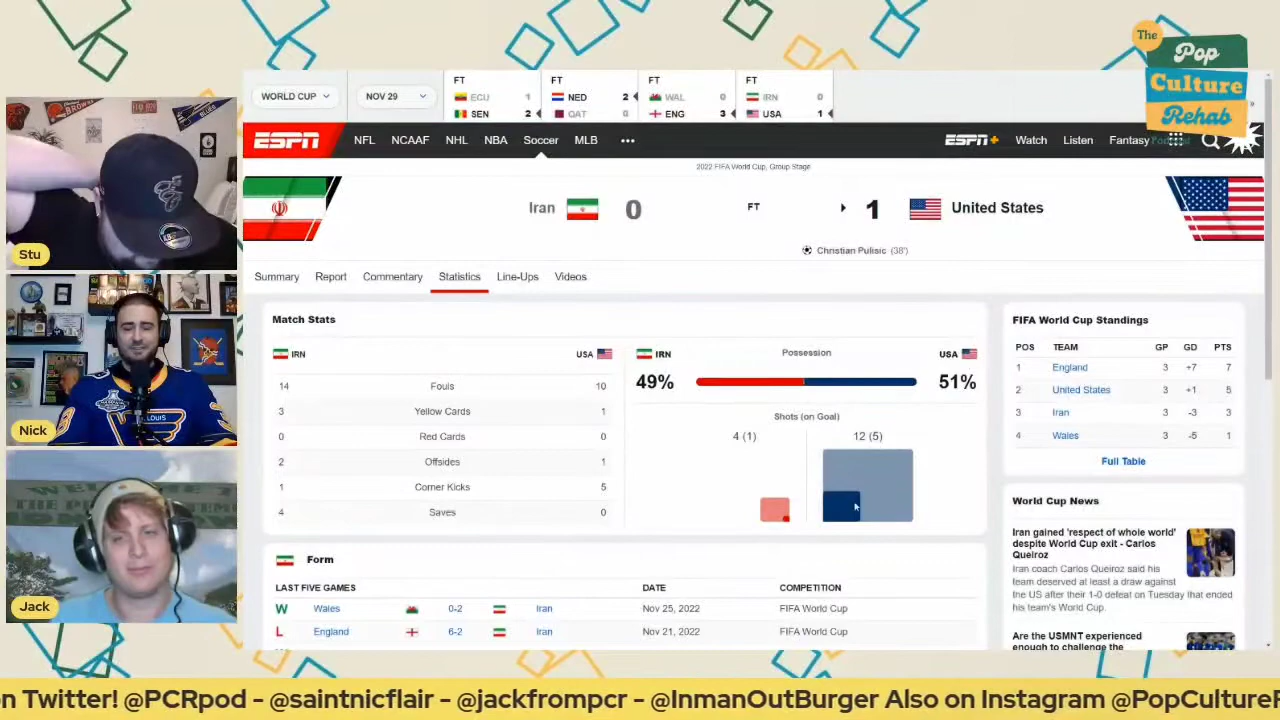 The
Pop
Culture
Rehab
WORLD CUP
NOV 29
FT
ECU 1
SEN 2
FT
NED 2
QAT 0
FT
WAL 0
ENG 3
FT
IRN 0
USA 1
ESPN
NFL NCAAF NHL NBA Soccer MLB
ESPN+ Watch Listen Fantasy
2022 FIFA World Cup, Group Stage
Iran 0 FT 1 United States
Christian Pulisic (38')
Summary Report Commentary Statistics Line-Ups Videos
Match Stats
IRN USA
14 Fouls 10
3 Yellow Cards 1
0 Red Cards 0
2 Offsides 1
1 Corner Kicks 5
4 Saves 0
IRN Possession USA
49% 51%
Shots (on Goal)
4 (1) 12 (5)
FIFA World Cup Standings
POS TEAM GP GD PTS
1 England 3 +7 7
2 United States 3 +1 5
3 Iran 3 -3 3
4 Wales 3 -5 1
Full Table
World Cup News
Iran gained 'respect of whole world'
despite World Cup exit - Carlos
Queiroz
Iran coach Carlos Queiroz said his
team deserved at least a draw against
the US after their 1-0 defeat on Tuesday that ended
his team's World Cup.
Are the USMNT experienced
enough to challenge the
Form
LAST FIVE GAMES DATE COMPETITION
W Wales 0-2 Iran Nov 25, 2022 FIFA World Cup
L England 6-2 Iran Nov 21, 2022 FIFA World Cup
Stu
Nick
Jack
BROWNS
BLUES
LOUIS
on Twitter! @PCRpod - @saintnicflair - @jackfrompcr - @InmanOutBurger Also on Instagram @PopCultureR